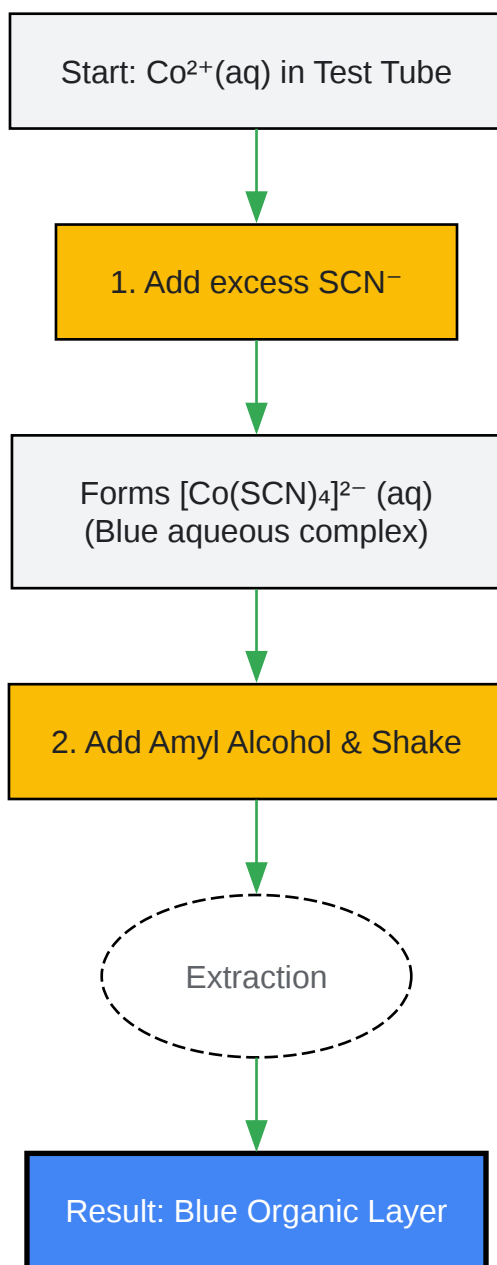 Start: Co²⁺(aq) in Test Tube
1. Add excess SCN⁻
Forms [Co(SCN)₄]²⁻ (aq)
(Blue aqueous complex)
2. Add Amyl Alcohol & Shake
Extraction
Result: Blue Organic Layer